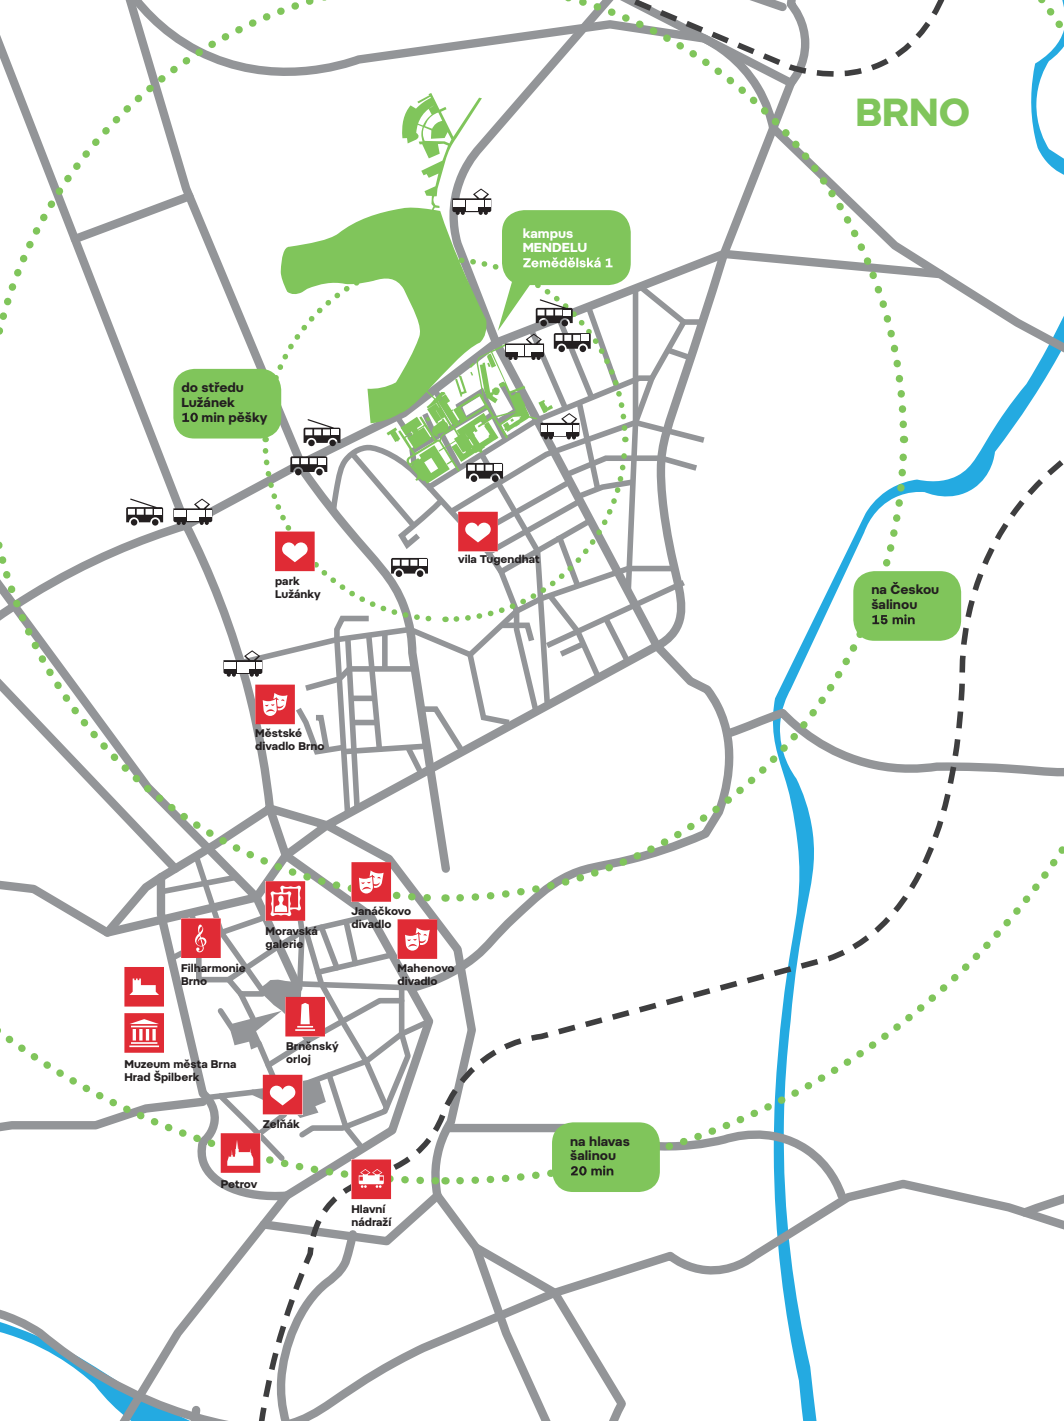 BRNO
kampus
MENDELU
Zemědělská 1
do středu
Lužánek
10 min pěšky
vila Tugendhat
park
Lužánky
na Českou
šalinou
15 min
Městské
divadlo Brno
Janáčkovo
divadlo
Moravská
galerie
Mahenovo
divadlo
Filharmonie
Brno
Brněnský
orloj
Muzeum města Brna
Hrad Špilberk
Zelňák
na hlavas
šalinou
20 min
Petrov
Hlavní
nádraží